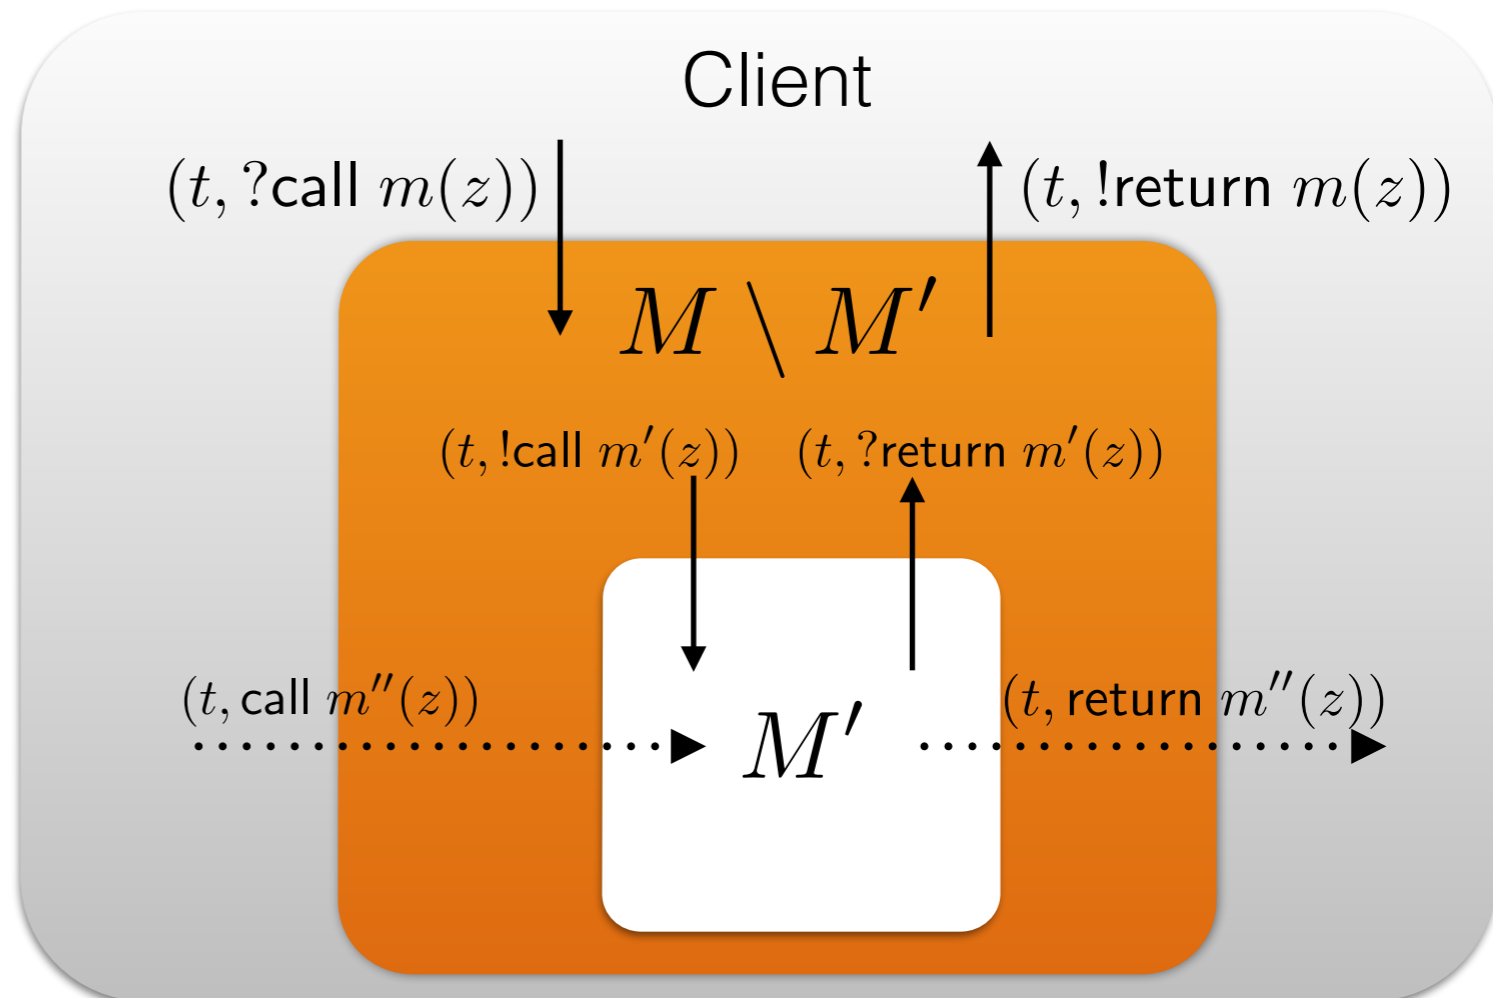 Client
(t, ?call m(z)) (t, !return m(z))
M \ M′
(t, !call m′(z)) (t, ?return m′(z))
(t, call m″(z)) (t, return m″(z))
M′